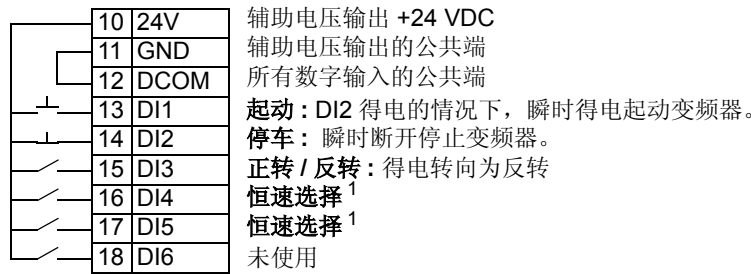 10 24V 辅助电压输出 +24 VDC
11 GND 辅助电压输出的公共端
12 DCOM 所有数字输入的公共端
13 DI1 起动 : DI2 得电的情况下，瞬时得电起动变频器。
14 DI2 停车 : 瞬时断开停止变频器。
15 DI3 正转 / 反转 : 得电转向为反转
16 DI4 恒速选择 1
17 DI5 恒速选择 1
18 DI6 未使用